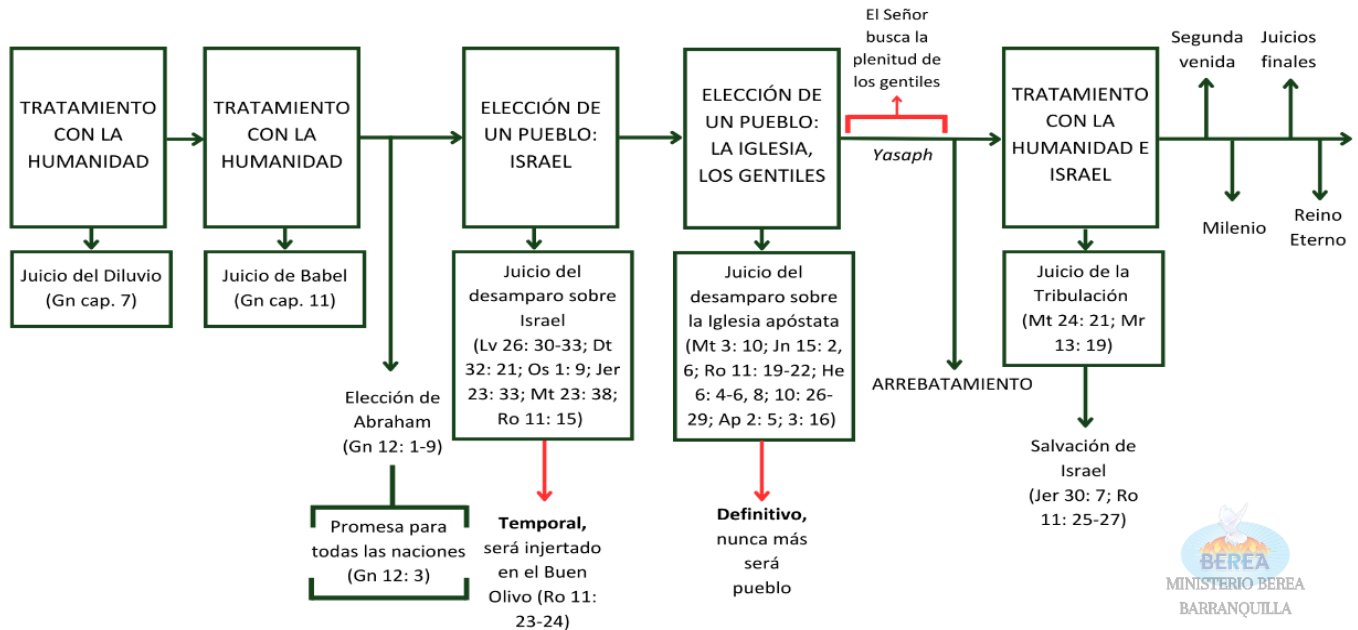 TRATAMIENTO
CON LA
HUMANIDAD
Juicio del Diluvio
(Gn cap. 7)
TRATAMIENTO
CON LA
HUMANIDAD
Juicio de Babel
(Gn cap. 11)
Elección de
Abraham
(Gn 12: 1-9)
Promesa para
todas las naciones
(Gn 12: 3)
ELECCIÓN DE
UN PUEBLO:
ISRAEL
Juicio del
desamparo sobre
Israel
(Lv 26: 30-33; Dt
32: 21; Os 1: 9; Jer
23: 33; Mt 23: 38;
Ro 11: 15)
Temporal,
será injertado
en el Buen
Olivo (Ro 11:
23-24)
ELECCIÓN DE
UN PUEBLO:
LA IGLESIA,
LOS GENTILES
Juicio del
desamparo sobre
la Iglesia apóstata
(Mt 3: 10; Jn 15: 2,
6; Ro 11: 19-22; He
6: 4-6, 8; 10: 26-
29; Ap 2: 5; 3: 16)
Definitivo,
nunca más
será
pueblo
El Señor
busca la
plenitud de
los gentiles
Yasaph
ARREBATAMIENTO
TRATAMIENTO
CON LA
HUMANIDAD E
ISRAEL
Juicio de la
Tribulación
(Mt 24: 21; Mr
13: 19)
Salvación de
Israel
(Jer 30: 7; Ro
11: 25-27)
Segunda
venida
Juicios
finales
Milenio
Reino
Eterno
BEREA
MINISTERIO BEREA
BARRANQUILLA